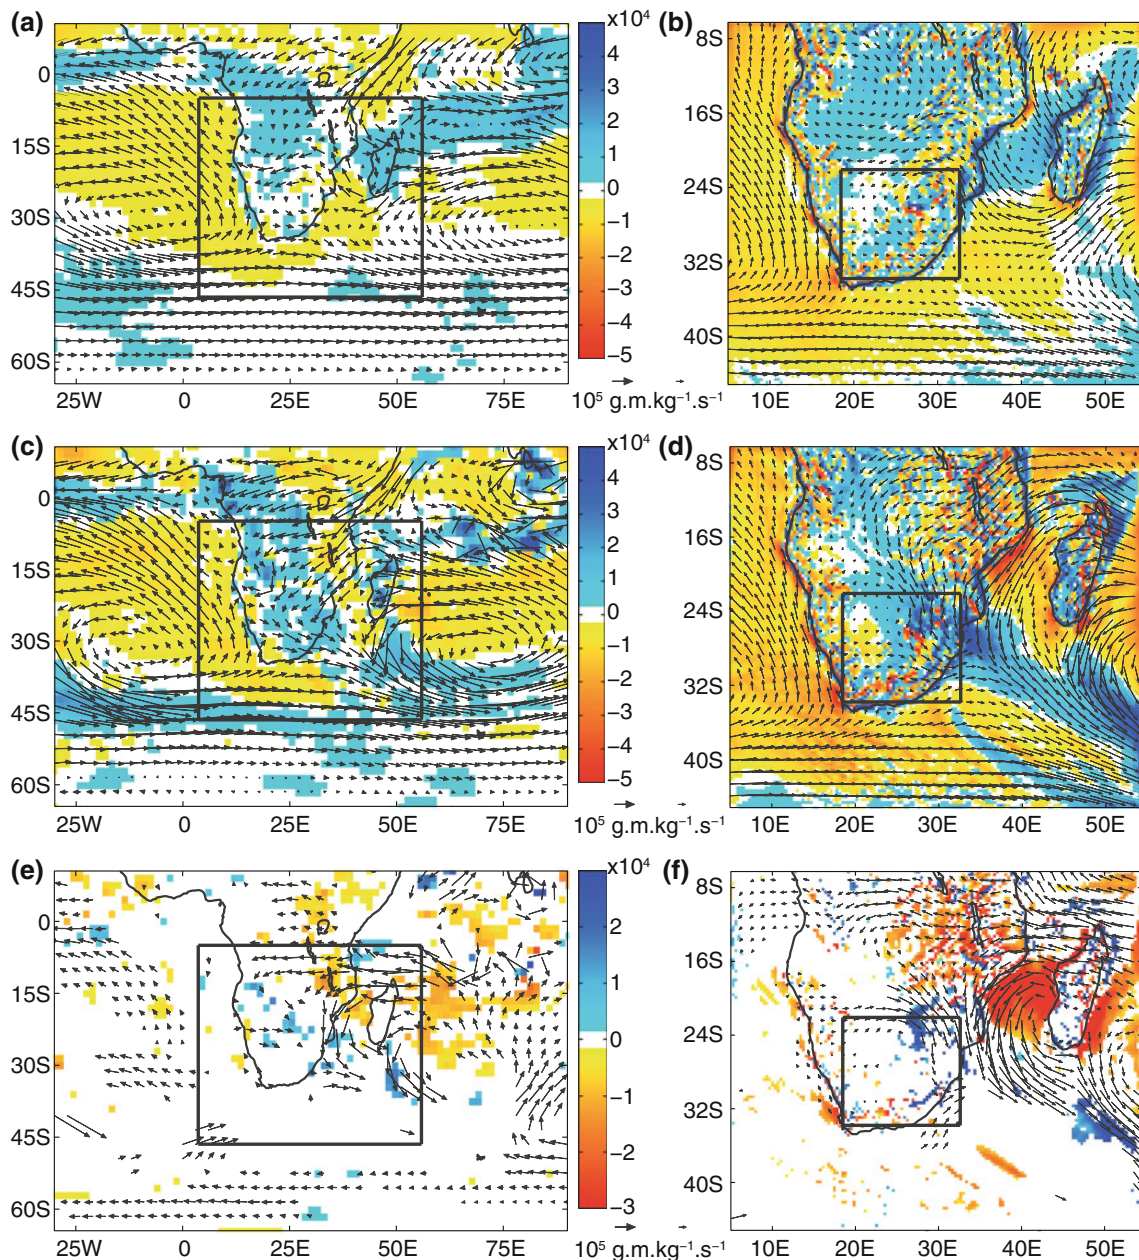 (a)
0
15S
30S
45S
60S
25W 0 25E 50E 75E
x10⁴
4
3
2
1
0
−1
−2
−3
−4
−5
10⁵ g.m.kg⁻¹.s⁻¹
(b)
8S
16S
24S
32S
40S
10E 20E 30E 40E 50E
(c)
0
15S
30S
45S
60S
25W 0 25E 50E 75E
x10⁴
4
3
2
1
0
−1
−2
−3
−4
−5
10⁵ g.m.kg⁻¹.s⁻¹
(d)
8S
16S
24S
32S
40S
10E 20E 30E 40E 50E
(e)
0
15S
30S
45S
60S
25W 0 25E 50E 75E
x10⁴
2
1
0
−1
−2
−3
10⁵ g.m.kg⁻¹.s⁻¹
(f)
8S
16S
24S
32S
40S
10E 20E 30E 40E 50E